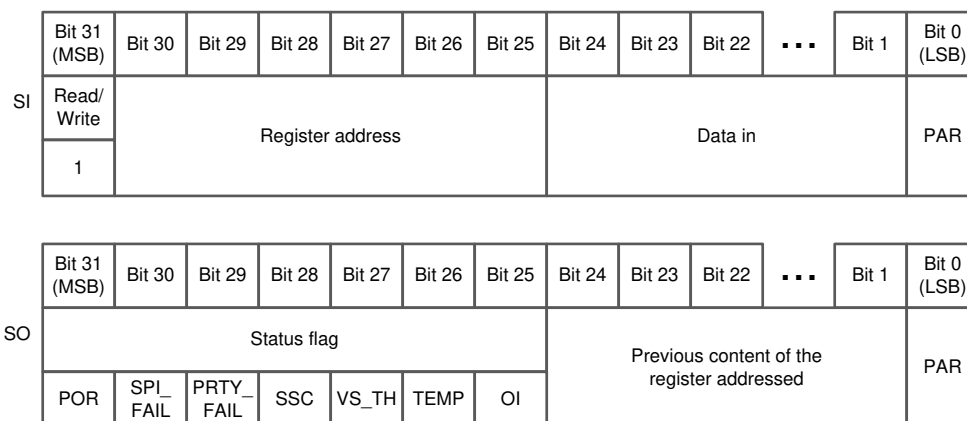 Bit 31 (MSB) Bit 30 Bit 29 Bit 28 Bit 27 Bit 26 Bit 25 Bit 24 Bit 23 Bit 22 ... Bit 1 Bit 0 (LSB)
SI
Read/
Write
1
Register address
Data in
PAR
Bit 31 (MSB) Bit 30 Bit 29 Bit 28 Bit 27 Bit 26 Bit 25 Bit 24 Bit 23 Bit 22 ... Bit 1 Bit 0 (LSB)
SO
Status flag
POR SPI_FAIL PRTY_FAIL SSC VS_TH TEMP OI
Previous content of the
register addressed
PAR